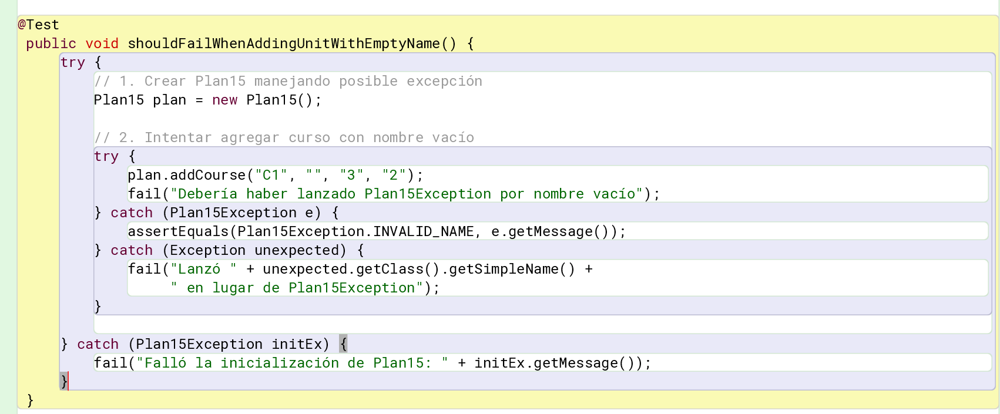 @Test
public void shouldFailWhenAddingUnitWithEmptyName() {
try {
// 1. Crear Plan15 manejando posible excepción
Plan15 plan = new Plan15();
// 2. Intentar agregar curso con nombre vacío
try {
plan.addCourse("C1", "", "3", "2");
fail("Debería haber lanzado Plan15Exception por nombre vacío");
} catch (Plan15Exception e) {
assertEquals(Plan15Exception.INVALID_NAME, e.getMessage());
} catch (Exception unexpected) {
fail("Lanzó " + unexpected.getClass().getSimpleName() +
" en lugar de Plan15Exception");
}
} catch (Plan15Exception initEx) {
fail("Falló la inicialización de Plan15: " + initEx.getMessage());
}
}